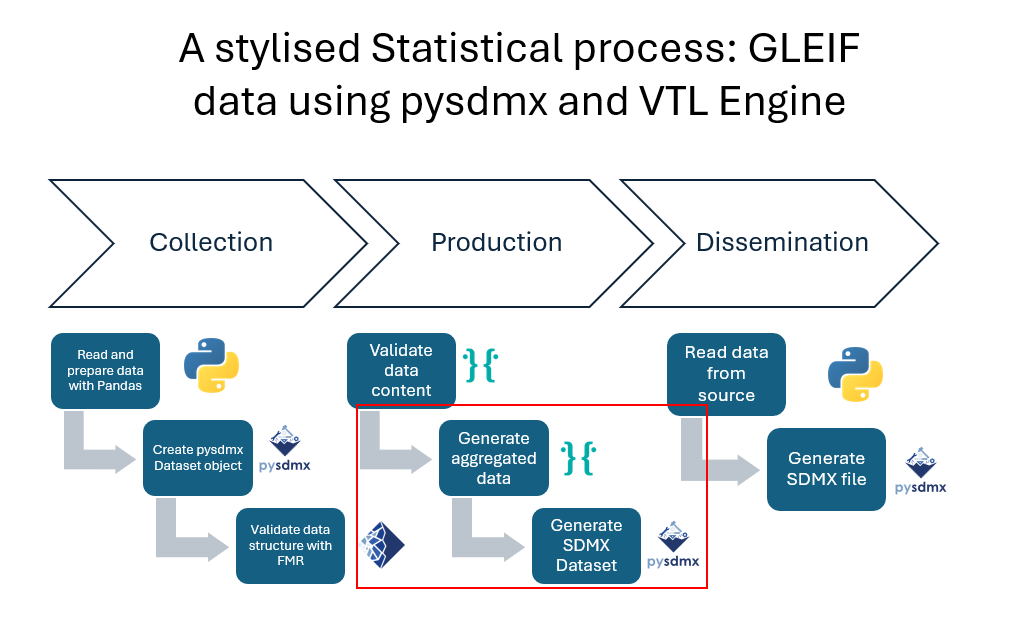 A stylised Statistical process: GLEIF
data using pysdmx and VTL Engine
Collection
Production
Dissemination
Read and
prepare data
with Pandas
Create pysdmx
Dataset object
pysdmx
Validate data
structure with
FMR
Validate
data
content
Generate
aggregated
data
Generate
SDMX
Dataset
pysdmx
Read data
from
source
Generate
SDMX file
pysdmx